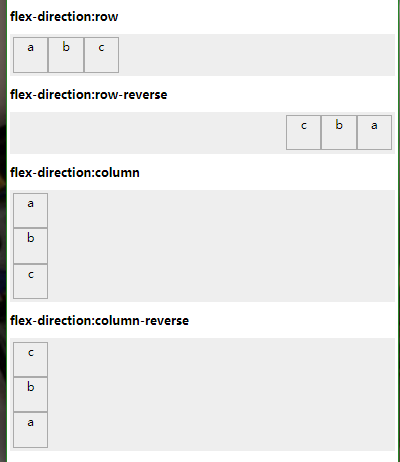 flex-direction:row
a b c
flex-direction:row-reverse
c b a
flex-direction:column
a
b
c
flex-direction:column-reverse
c
b
a